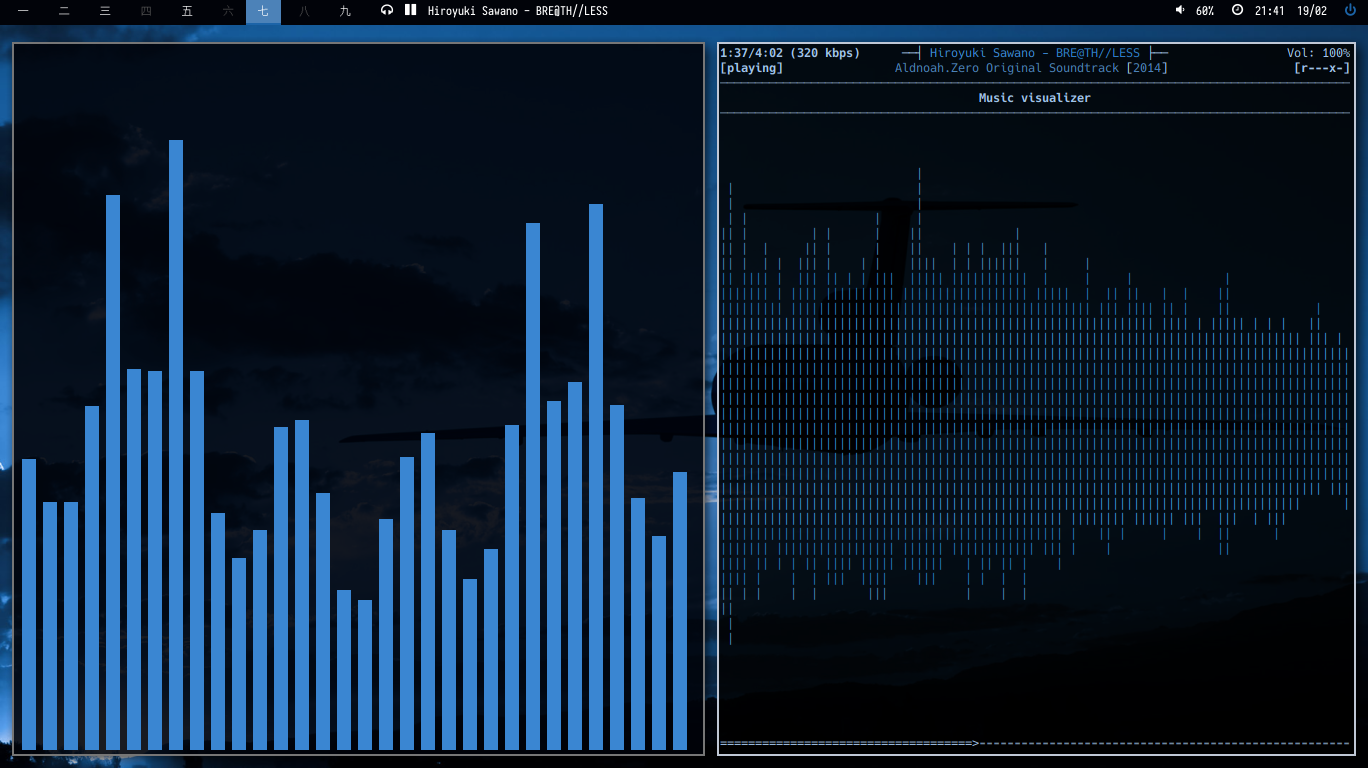 一 二 三 四 五 六 七 八 九 Hiroyuki Sawano - BRE@TH//LESS 60% 21:41 19/02
1:37/4:02 (320 kbps) ──┤ Hiroyuki Sawano - BRE@TH//LESS ├── Vol: 100%
[playing] Aldnoah.Zero Original Soundtrack [2014] [r---x-]
Music visualizer